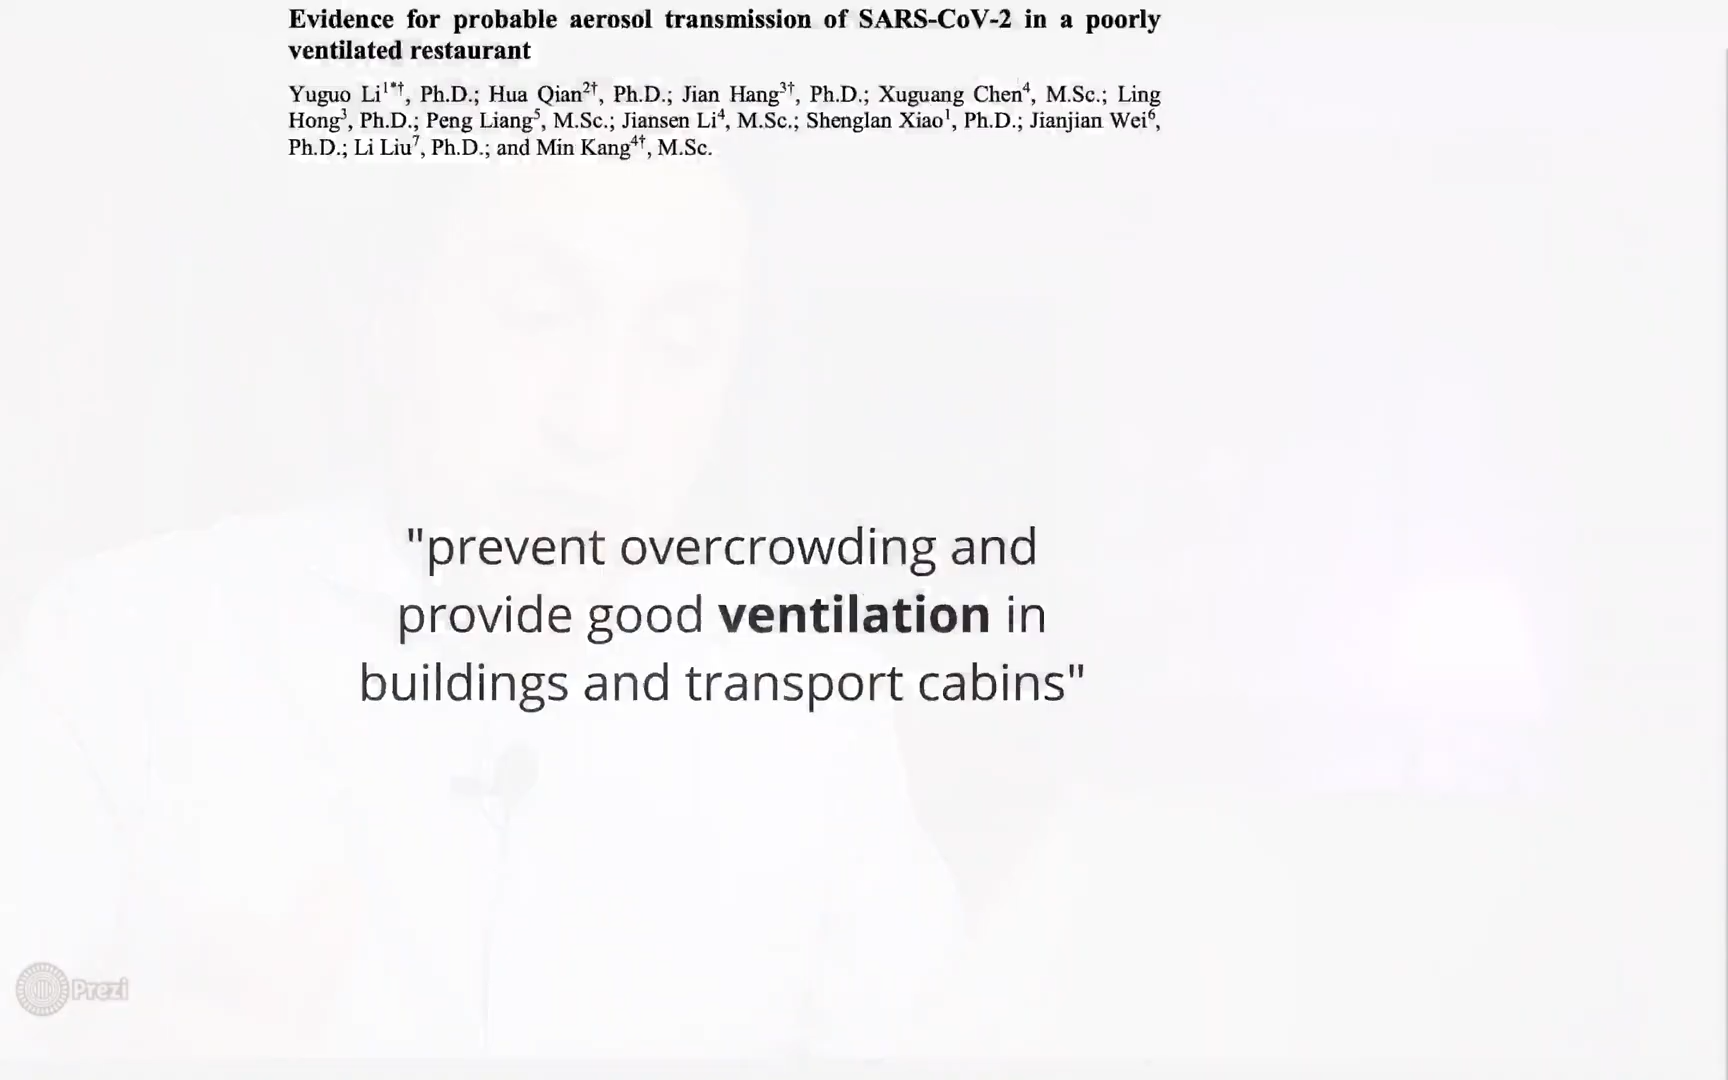 Evidence for probable aerosol transmission of SARS-CoV-2 in a poorly
ventilated restaurant
Yuguo Li¹*†, Ph.D.; Hua Qian²†, Ph.D.; Jian Hang³†, Ph.D.; Xuguang Chen⁴, M.Sc.; Ling
Hong³, Ph.D.; Peng Liang⁵, M.Sc.; Jiansen Li⁴, M.Sc.; Shenglan Xiao¹, Ph.D.; Jianjian Wei⁶,
Ph.D.; Li Liu⁷, Ph.D.; and Min Kang⁴†, M.Sc.
"prevent overcrowding and
provide good ventilation in
buildings and transport cabins"
Prezi